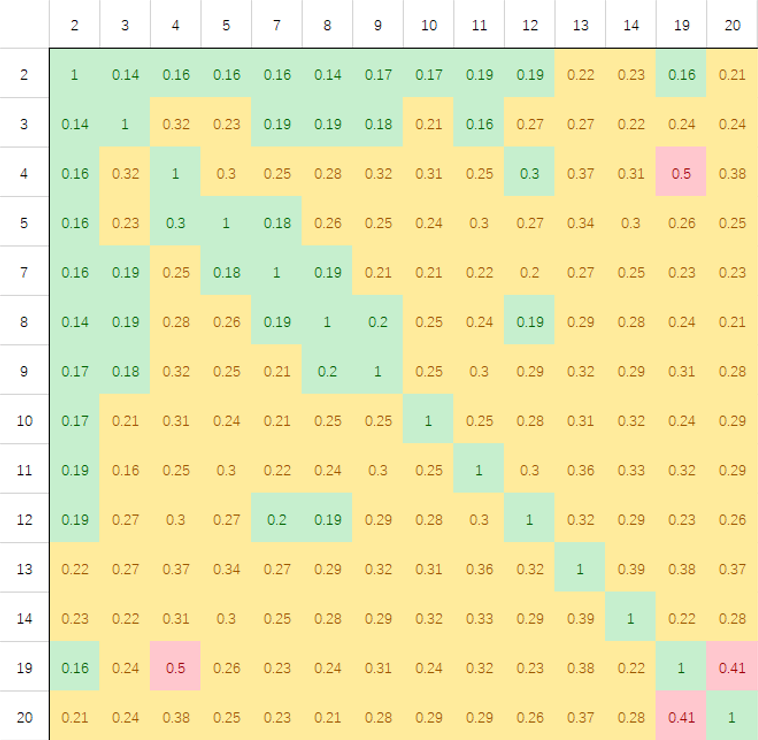 2 3 4 5 7 8 9 10 11 12 13 14 19 20
2 1 0.14 0.16 0.16 0.16 0.14 0.17 0.17 0.19 0.19 0.22 0.23 0.16 0.21
3 0.14 1 0.32 0.23 0.19 0.19 0.18 0.21 0.16 0.27 0.27 0.22 0.24 0.24
4 0.16 0.32 1 0.3 0.25 0.28 0.32 0.31 0.25 0.3 0.37 0.31 0.5 0.38
5 0.16 0.23 0.3 1 0.18 0.26 0.25 0.24 0.3 0.27 0.34 0.3 0.26 0.25
7 0.16 0.19 0.25 0.18 1 0.19 0.21 0.21 0.22 0.2 0.27 0.25 0.23 0.23
8 0.14 0.19 0.28 0.26 0.19 1 0.2 0.25 0.24 0.19 0.29 0.28 0.24 0.21
9 0.17 0.18 0.32 0.25 0.21 0.2 1 0.25 0.3 0.29 0.32 0.29 0.31 0.28
10 0.17 0.21 0.31 0.24 0.21 0.25 0.25 1 0.25 0.28 0.31 0.32 0.24 0.29
11 0.19 0.16 0.25 0.3 0.22 0.24 0.3 0.25 1 0.3 0.36 0.33 0.32 0.29
12 0.19 0.27 0.3 0.27 0.2 0.19 0.29 0.28 0.3 1 0.32 0.29 0.23 0.26
13 0.22 0.27 0.37 0.34 0.27 0.29 0.32 0.31 0.36 0.32 1 0.39 0.38 0.37
14 0.23 0.22 0.31 0.3 0.25 0.28 0.29 0.32 0.33 0.29 0.39 1 0.22 0.28
19 0.16 0.24 0.5 0.26 0.23 0.24 0.31 0.24 0.32 0.23 0.38 0.22 1 0.41
20 0.21 0.24 0.38 0.25 0.23 0.21 0.28 0.29 0.29 0.26 0.37 0.28 0.41 1